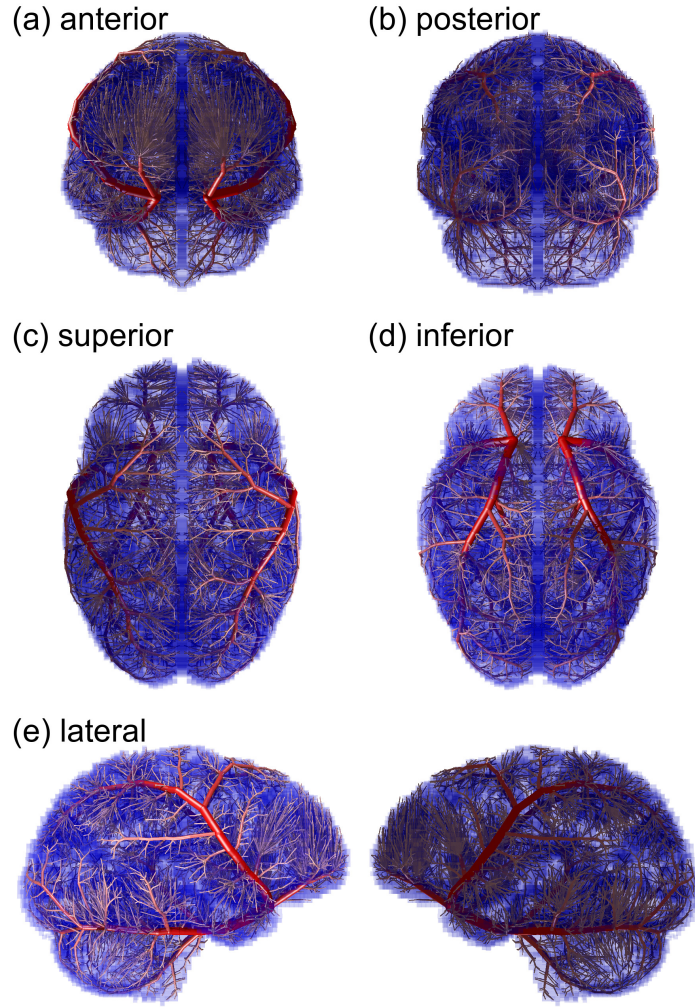 (a) anterior
(b) posterior
(c) superior
(d) inferior
(e) lateral